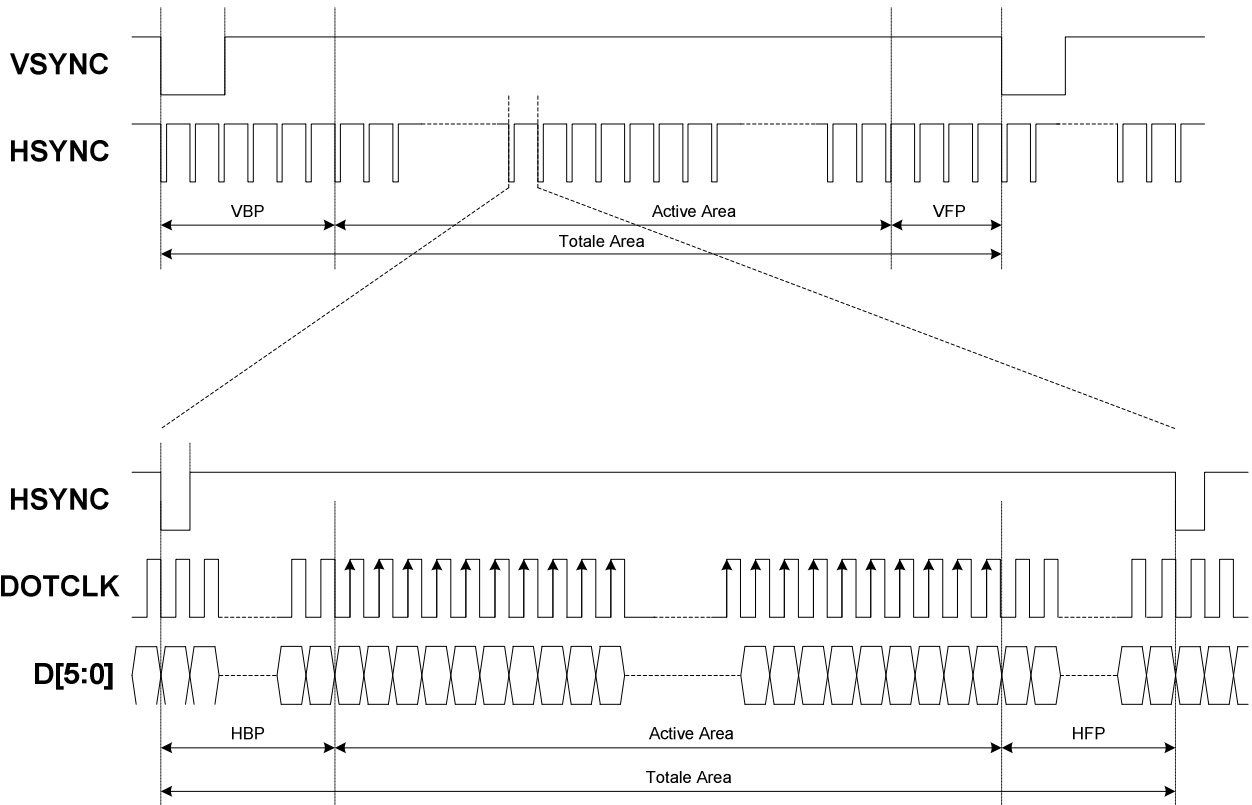 VSYNC
HSYNC
VBP
Active Area
VFP
Totale Area
HSYNC
DOTCLK
D[5:0]
HBP
Active Area
HFP
Totale Area